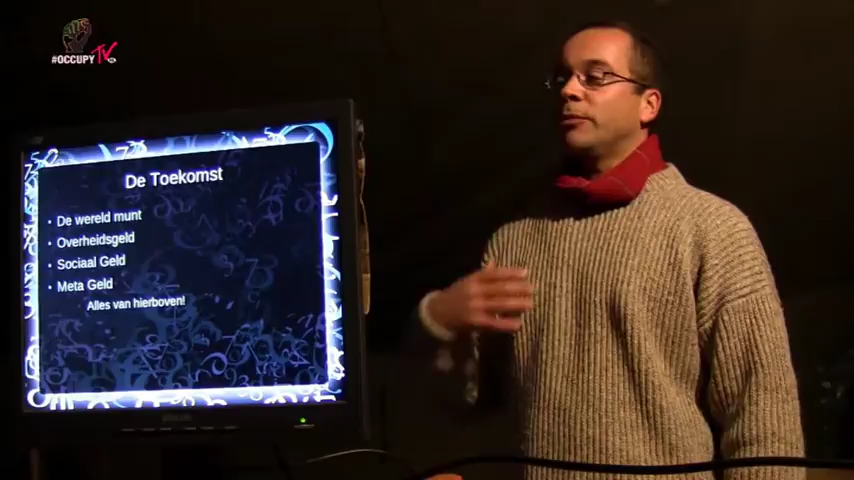 #OCCUPY TV
De Toekomst
• De wereld munt
• Overheidsgeld
• Sociaal Geld
• Meta Geld
Alles van hierboven!